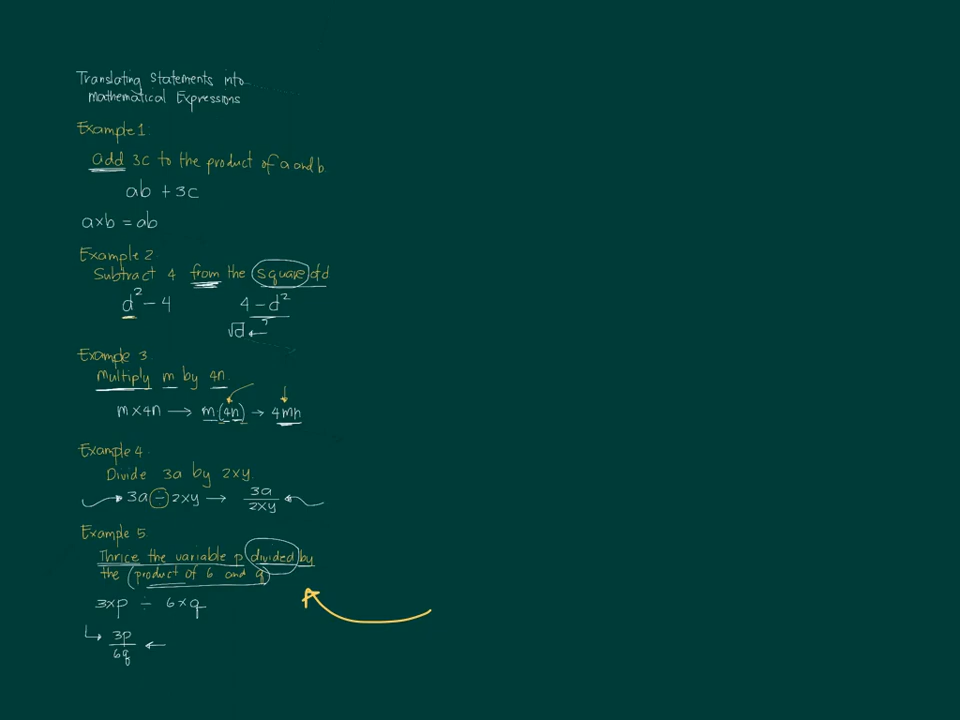 Translating Statements into
Mathematical Expressions
Example 1:
add 3c to the product of a and b.
ab + 3c
a×b = ab
Example 2:
Subtract 4 from the square of d
d² − 4 4 − d²
√d ← ?
Example 3
Multiply m by 4n.
m×4n → m·(4n) → 4mn
Example 4:
Divide 3a by 2xy.
3a ÷ 2xy → 3a/2xy
Example 5:
Thrice the variable p divided by
the (product of 6 and q)
3×p ÷ 6×q
↳ 3p/6q ←